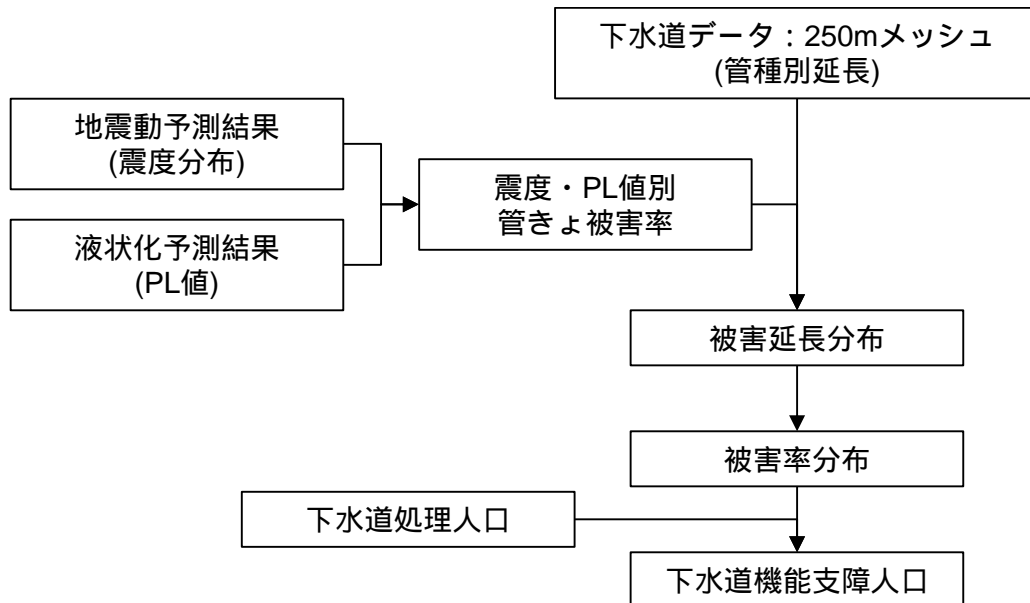 下水道データ：250mメッシュ
(管種別延長)
地震動予測結果
(震度分布)
震度・PL値別
管きょ被害率
液状化予測結果
(PL値)
被害延長分布
被害率分布
下水道処理人口
下水道機能支障人口